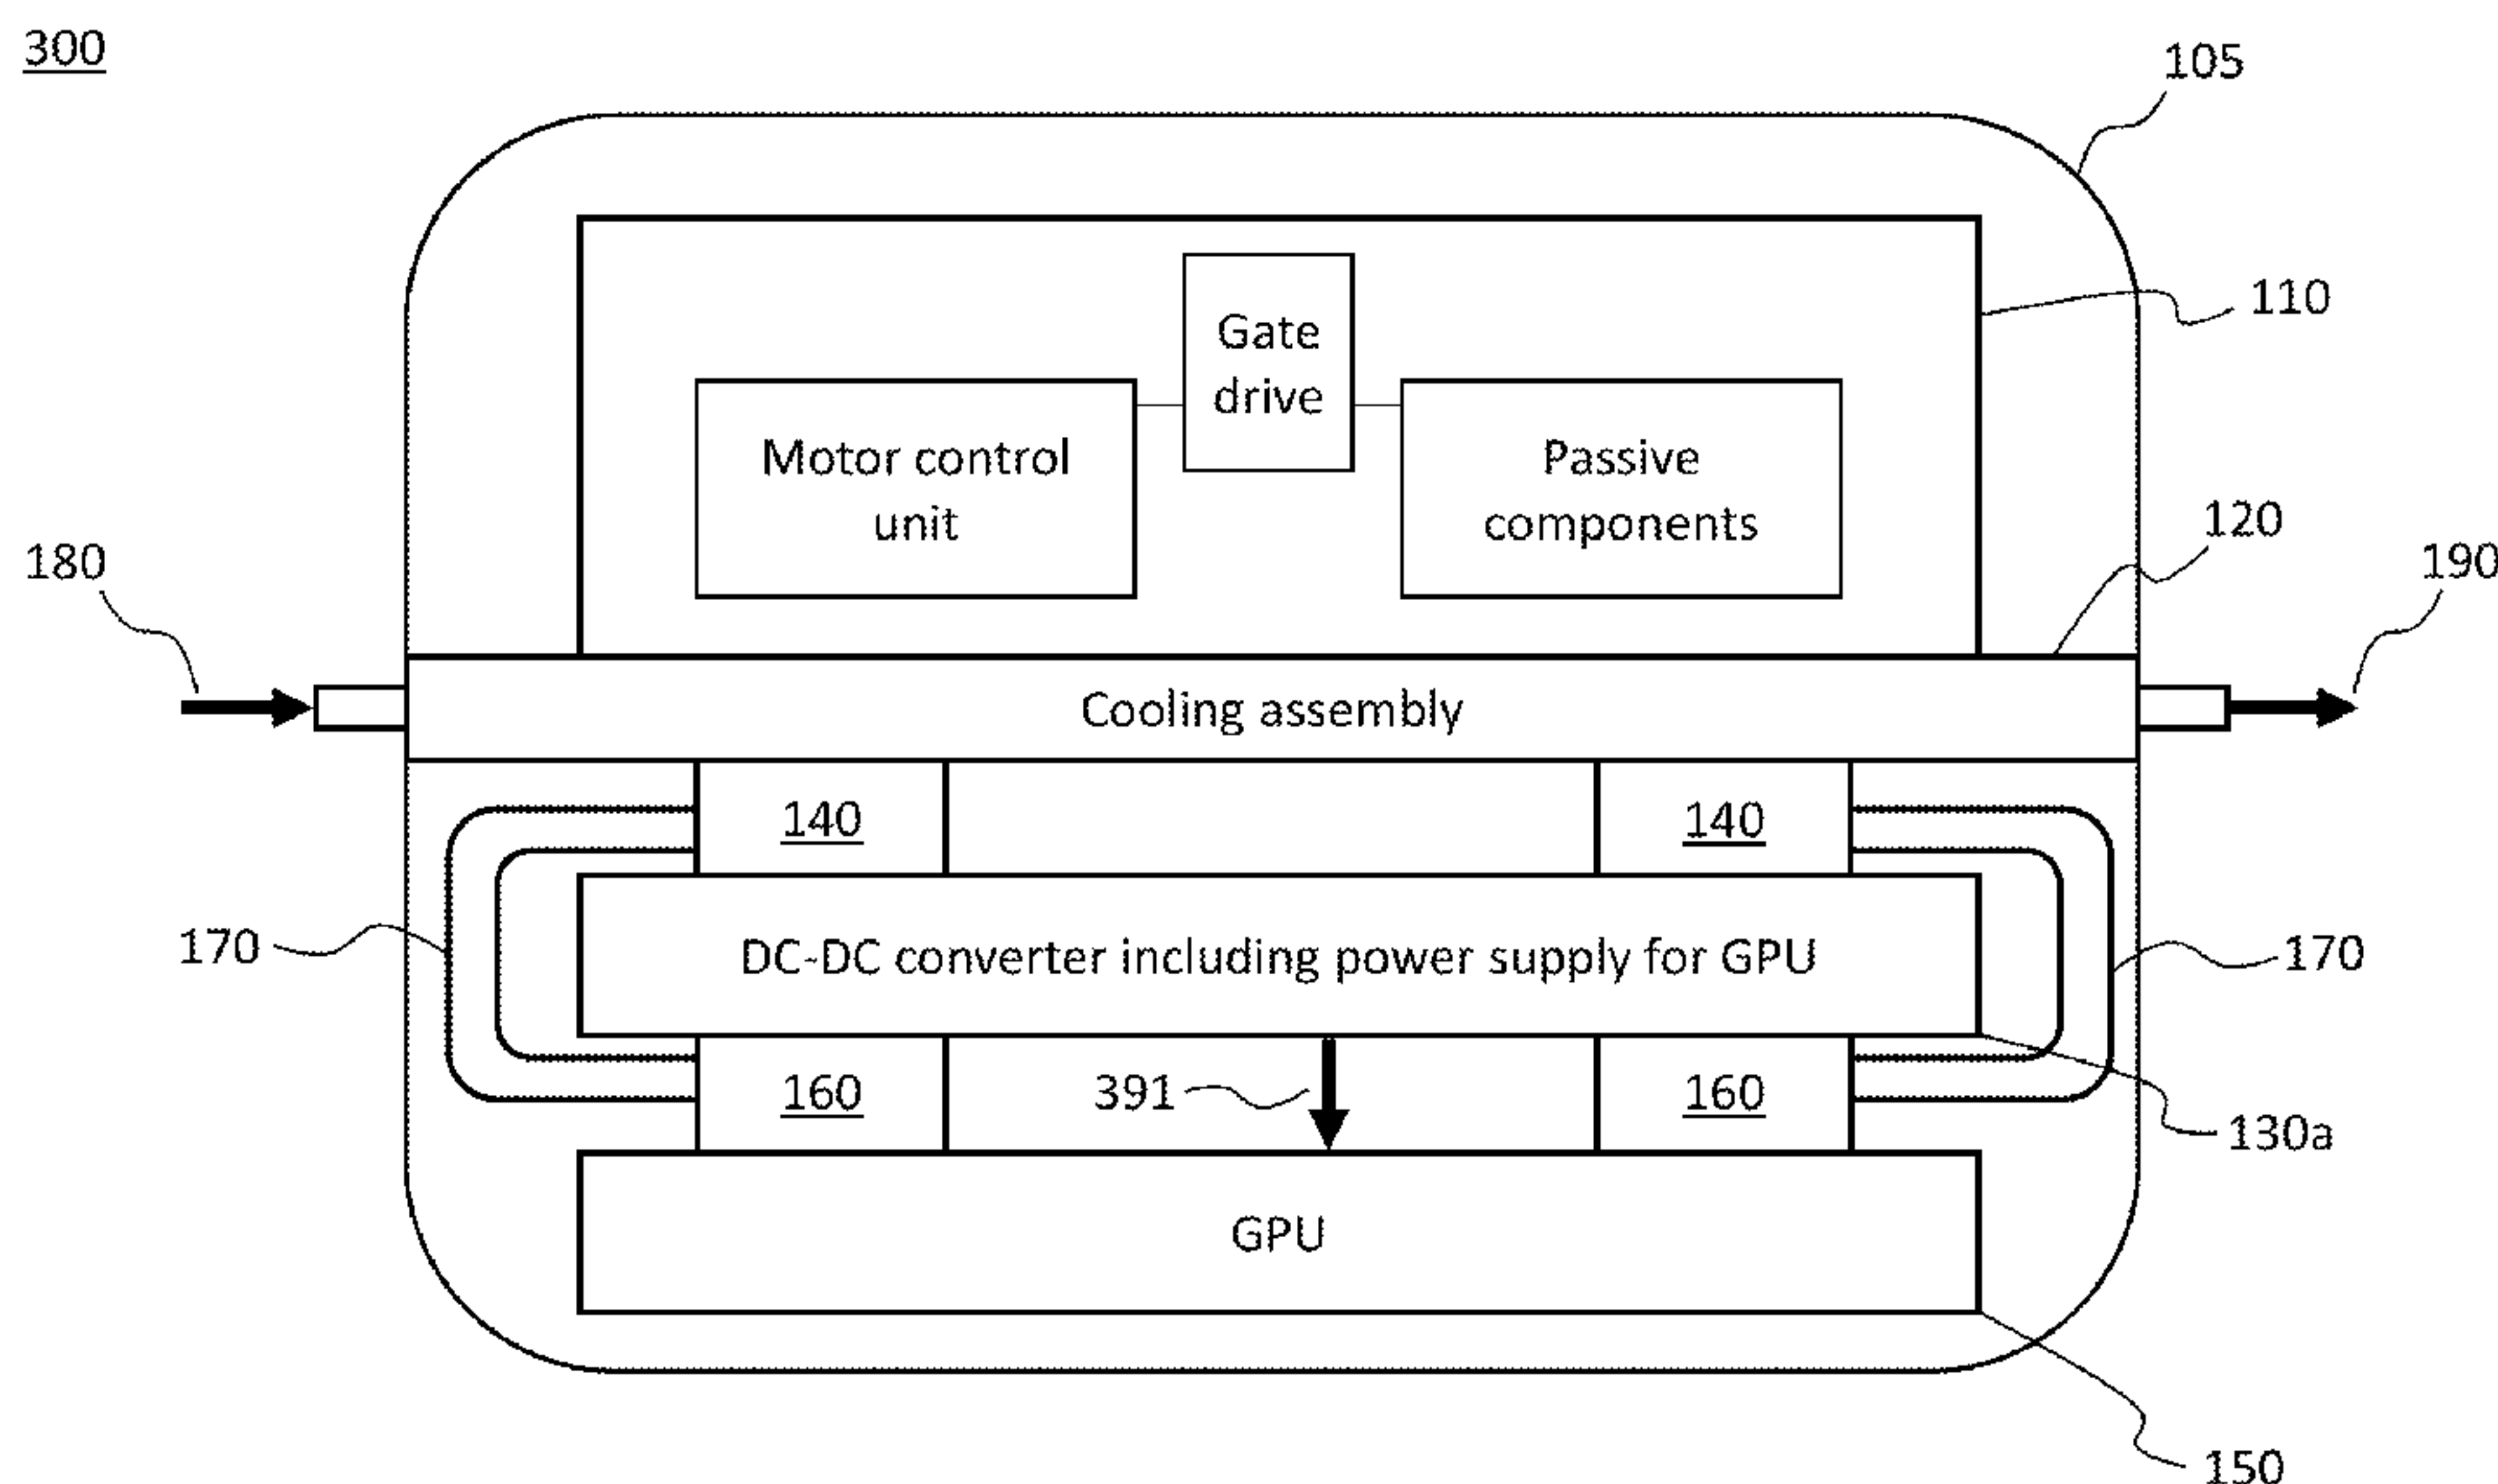 300
105
110
Gate
drive
Motor control
unit
Passive
components
120
180
190
Cooling assembly
140
140
170
DC-DC converter including power supply for GPU
170
160
391
160
130a
GPU
150